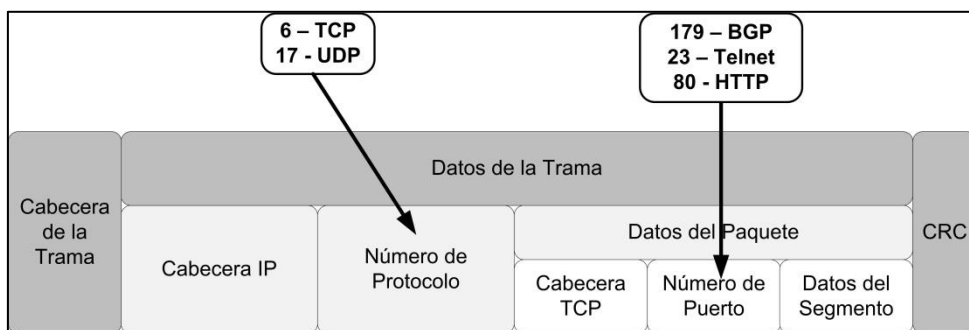 6 – TCP
17 - UDP
179 – BGP
23 – Telnet
80 - HTTP
Datos de la Trama
Cabecera
de la
Trama
Cabecera IP
Número de
Protocolo
Datos del Paquete
Cabecera
TCP
Número de
Puerto
Datos del
Segmento
CRC